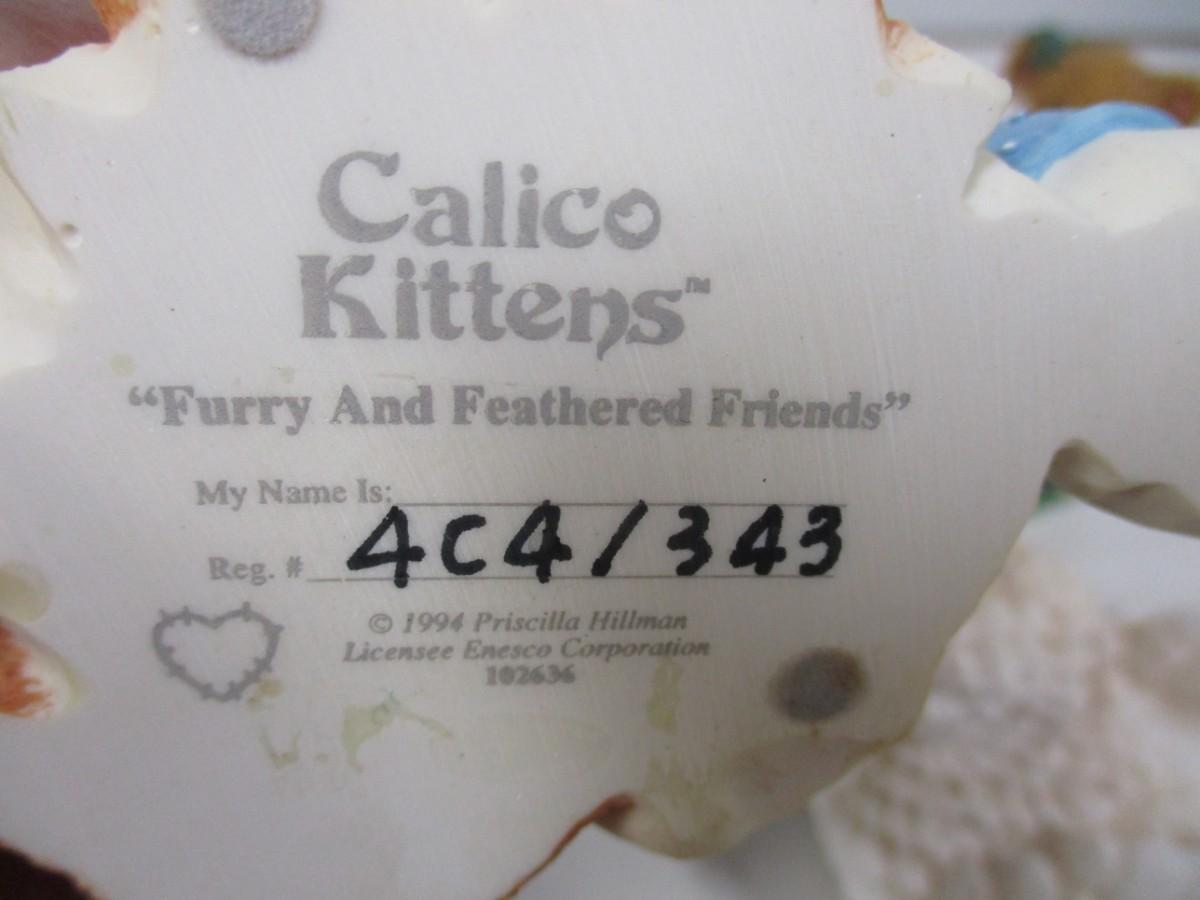 Calico
Kittens™
“Furry And Feathered Friends”
My Name Is:
Reg. # 4C4/343
© 1994 Priscilla Hillman
Licensee Enesco Corporation
102636